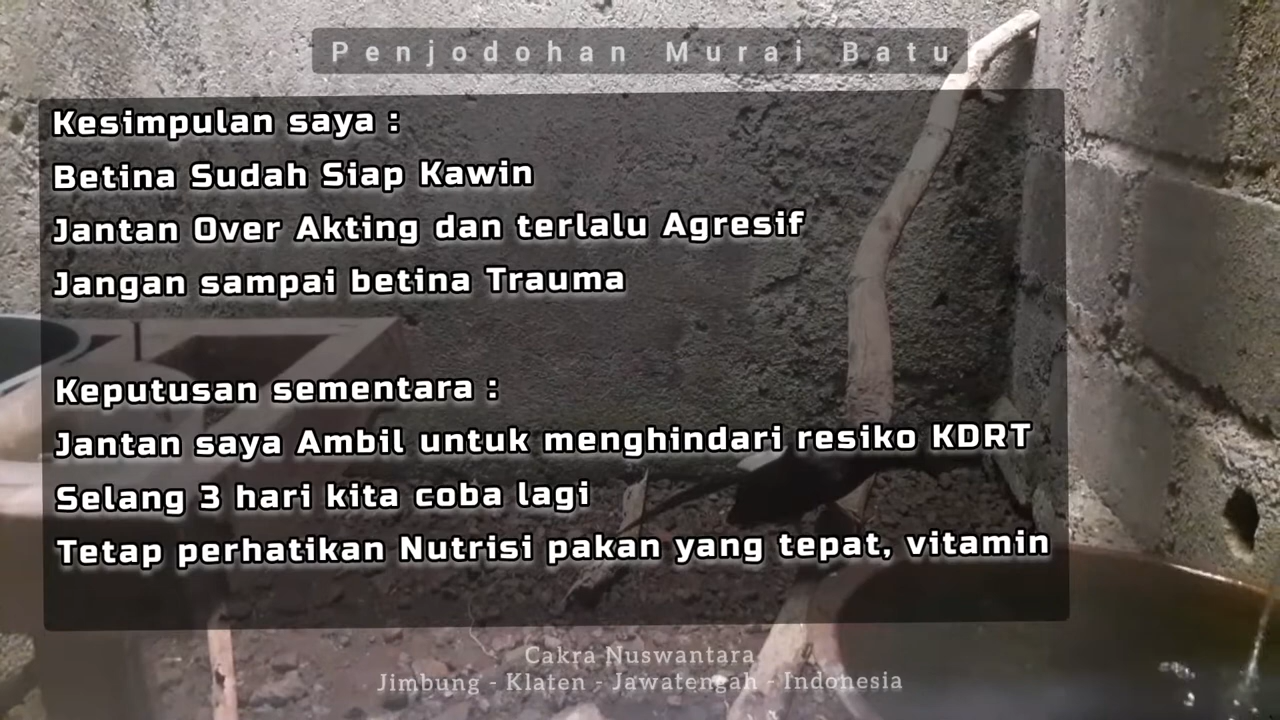 Penjodohan Murai Batu
Kesimpulan saya :
Betina Sudah Siap Kawin
Jantan Over Akting dan terlalu Agresif
Jangan sampai betina Trauma
Keputusan sementara :
Jantan saya Ambil untuk menghindari resiko KDRT
Selang 3 hari kita coba lagi
Tetap perhatikan Nutrisi pakan yang tepat, vitamin
Cakra Nuswantara
Jimbung - Klaten - Jawatengah - Indonesia